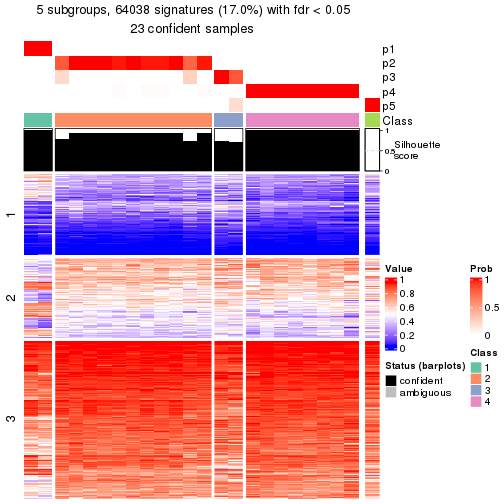 5 subgroups, 64038 signatures (17.0%) with fdr < 0.05
23 confident samples
p1
p2
p3
p4
p5
Class
1
0.5
0
Silhouette
score
1
2
3
Value
1
0.8
0.6
0.4
0.2
0
Status (barplots)
confident
ambiguous
Prob
1
0.5
0
Class
1
2
3
4